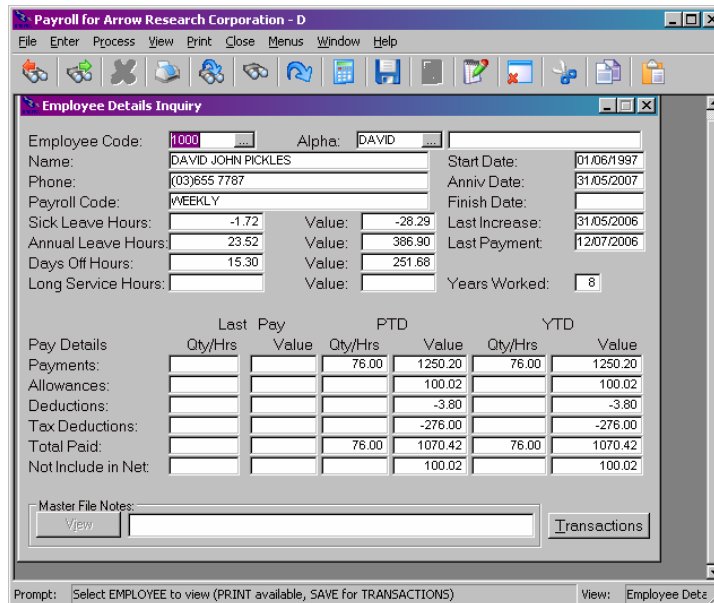 Payroll for Arrow Research Corporation - D
File Enter Process View Print Close Menus Window Help
Employee Details Inquiry
Employee Code: 1000 ... Alpha: DAVID ...
Name: DAVID JOHN PICKLES Start Date: 01/06/1997
Phone: (03)655 7787 Anniv Date: 31/05/2007
Payroll Code: WEEKLY Finish Date:
Sick Leave Hours: -1.72 Value: -28.29 Last Increase: 31/05/2006
Annual Leave Hours: 23.52 Value: 386.90 Last Payment: 12/07/2006
Days Off Hours: 15.30 Value: 251.68
Long Service Hours: Value: Years Worked: 8
Last Pay PTD YTD
Pay Details Qty/Hrs Value Qty/Hrs Value Qty/Hrs Value
Payments: 76.00 1250.20 76.00 1250.20
Allowances: 100.02 100.02
Deductions: -3.80 -3.80
Tax Deductions: -276.00 -276.00
Total Paid: 76.00 1070.42 76.00 1070.42
Not Include in Net: 100.02 100.02
Master File Notes:
View Transactions
Prompt: Select EMPLOYEE to view (PRINT available, SAVE for TRANSACTIONS) View: Employee Deta